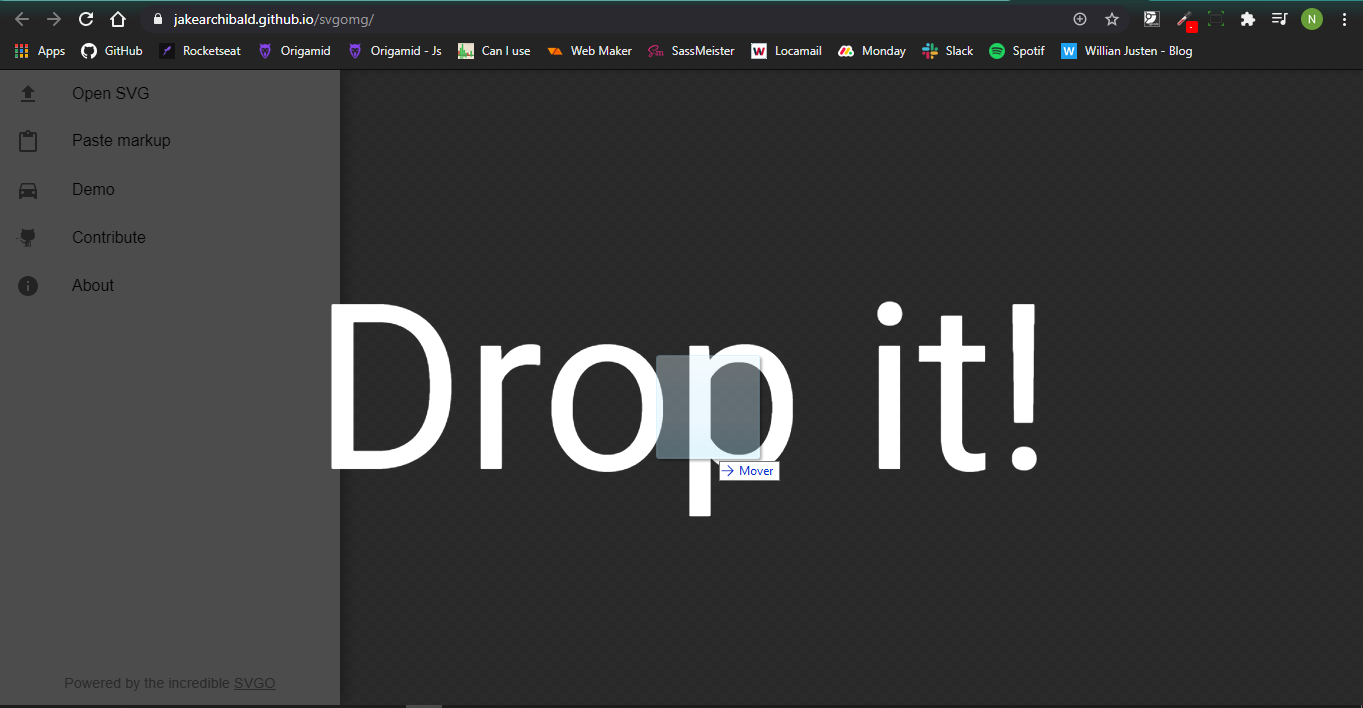 jakearchibald.github.io/svgomg/
N
Apps GitHub Rocketseat Origamid Origamid - Js Can I use Web Maker SassMeister Locamail Monday Slack Spotif Willian Justen - Blog
Open SVG
Paste markup
Demo
Contribute
About
Drop it!
Mover
Powered by the incredible SVGO